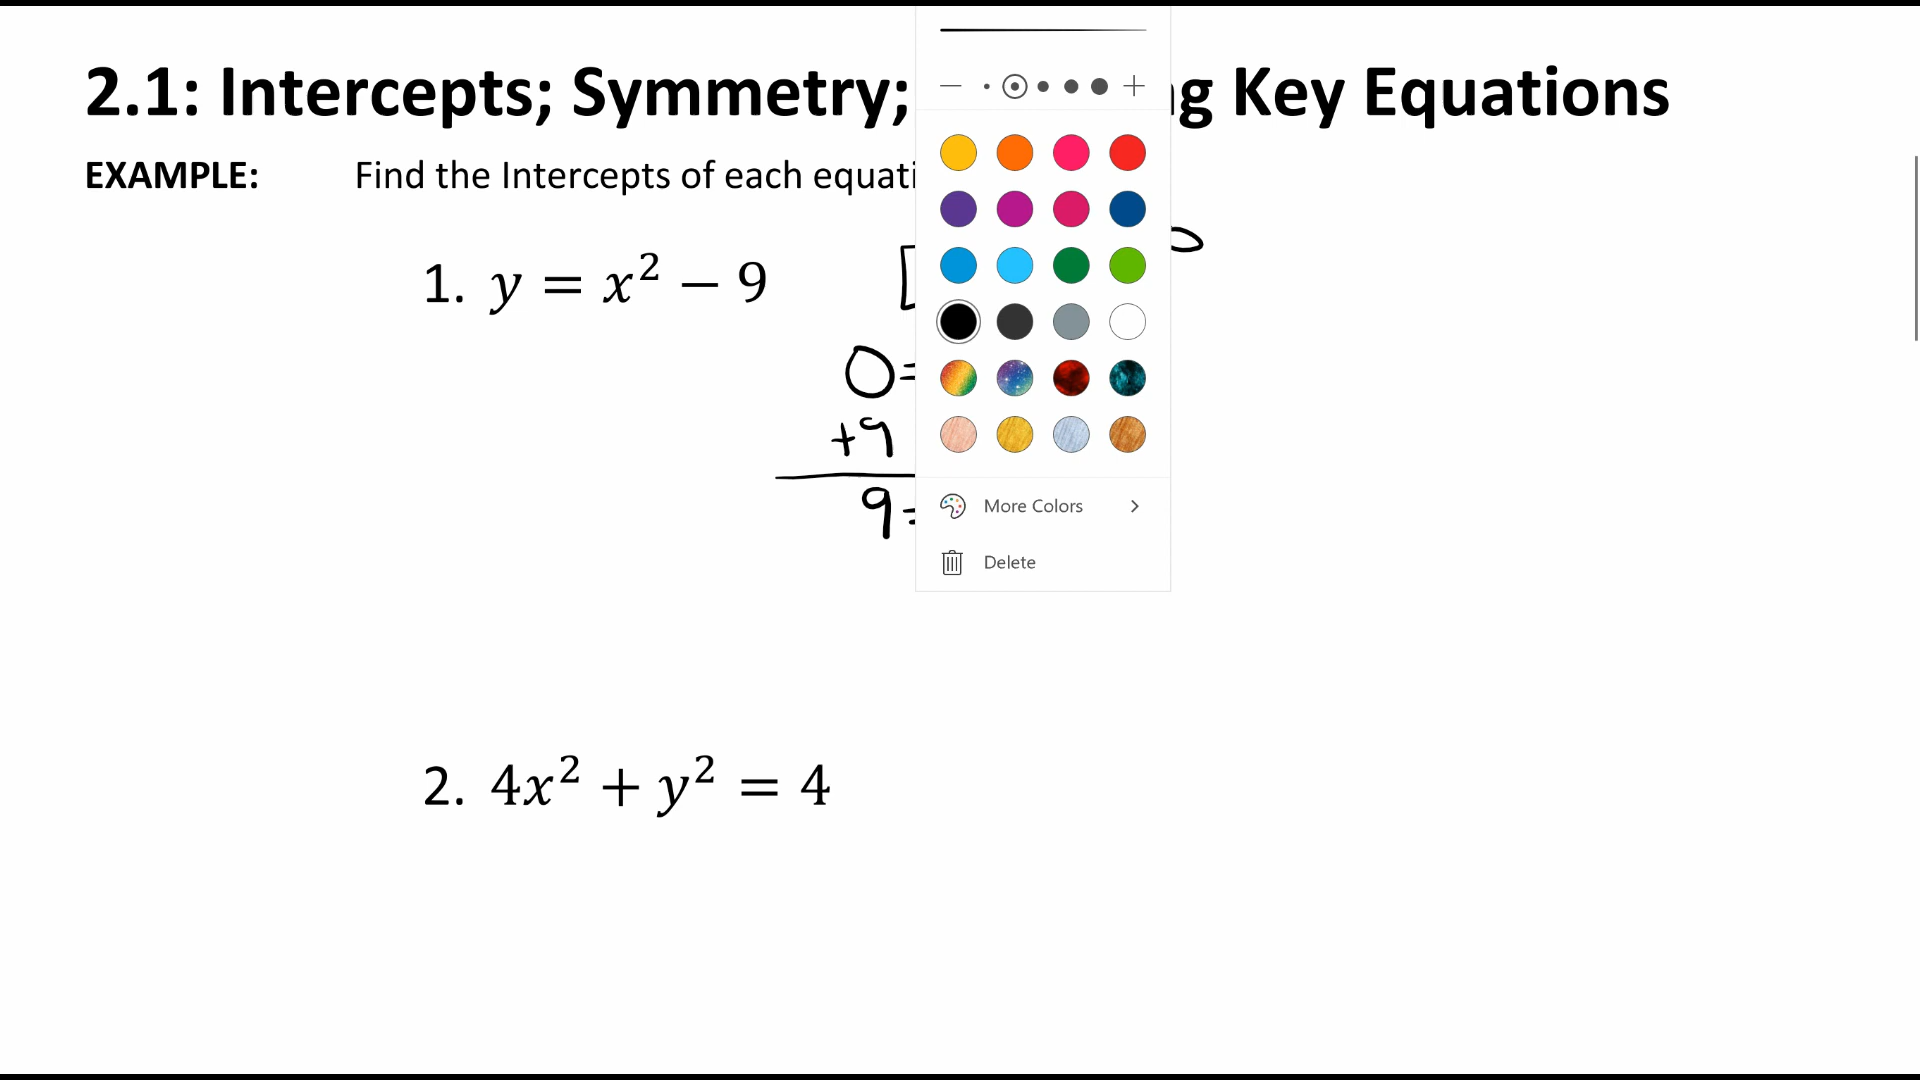 2.1: Intercepts; Symmetry; g Key Equations
EXAMPLE: Find the Intercepts of each equati
1. y = x² − 9
0=
+9
9=
More Colors
Delete
2. 4x² + y² = 4